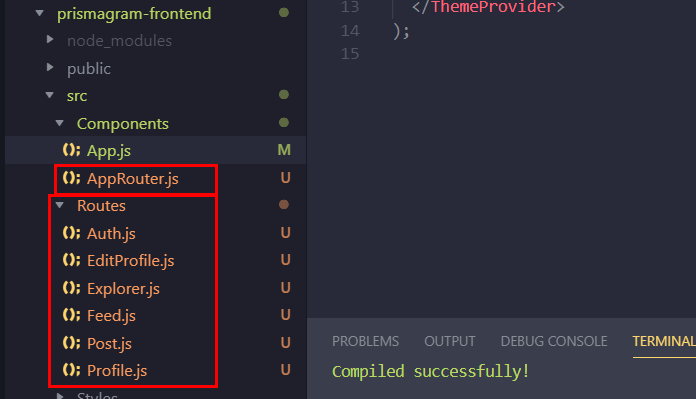 prismagram-frontend
node_modules
public
src
Components
App.js M
AppRouter.js U
Routes
Auth.js U
EditProfile.js U
Explorer.js U
Feed.js U
Post.js U
Profile.js U
Styles
13 </ThemeProvider>
14 );
15
PROBLEMS OUTPUT DEBUG CONSOLE TERMINAL
Compiled successfully!